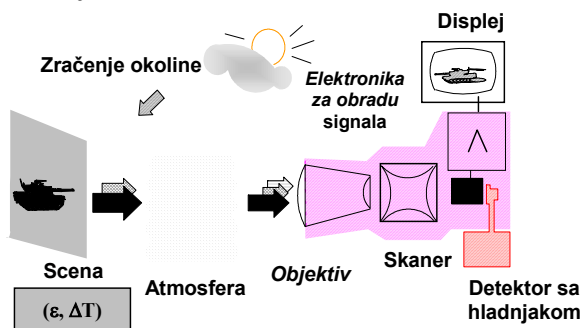 Displej
Zračenje okoline
Elektronika
za obradu
signala
Scena
(ε, ΔT)
Atmosfera
Objektiv
Skaner
Detektor sa
hladnjakom